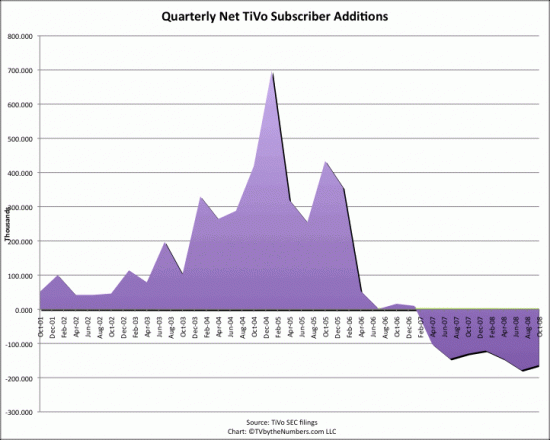 Quarterly Net TiVo Subscriber Additions
800.000
700.000
600.000
500.000
400.000
300.000
Thousands
200.000
100.000
0.000
-100.000
-200.000
-300.000
Oct-01
Dec-01
Feb-02
Apr-02
Jun-02
Aug-02
Oct-02
Dec-02
Feb-03
Apr-03
Jun-03
Aug-03
Oct-03
Dec-03
Feb-04
Apr-04
Jun-04
Aug-04
Oct-04
Dec-04
Feb-05
Apr-05
Jun-05
Aug-05
Oct-05
Dec-05
Feb-06
Apr-06
Jun-06
Aug-06
Oct-06
Dec-06
Feb-07
Apr-07
Jun-07
Aug-07
Oct-07
Dec-07
Feb-08
Apr-08
Jun-08
Aug-08
Oct-08
Source: TiVo SEC filings
Chart: ©TVbytheNumbers.com LLC